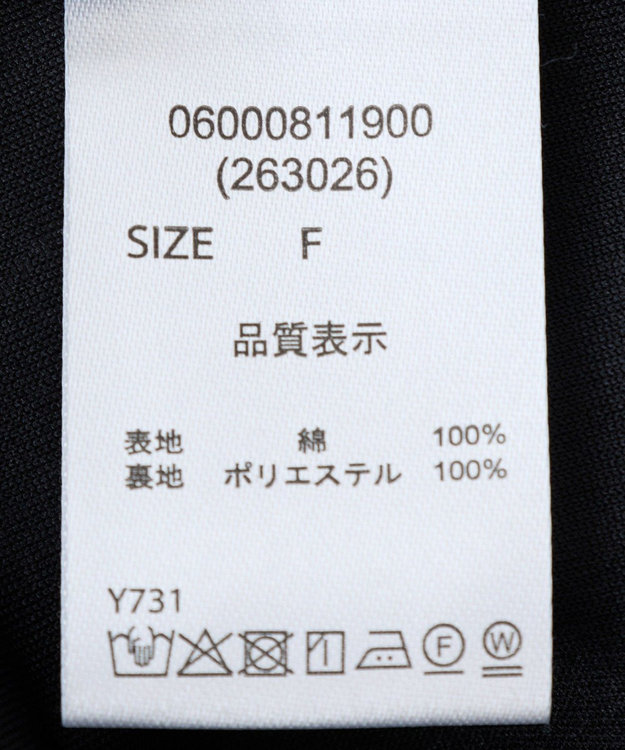 06000811900
(263026)
SIZE F
品質表示
表地 綿 100%
裏地 ポリエステル 100%
Y731
F W